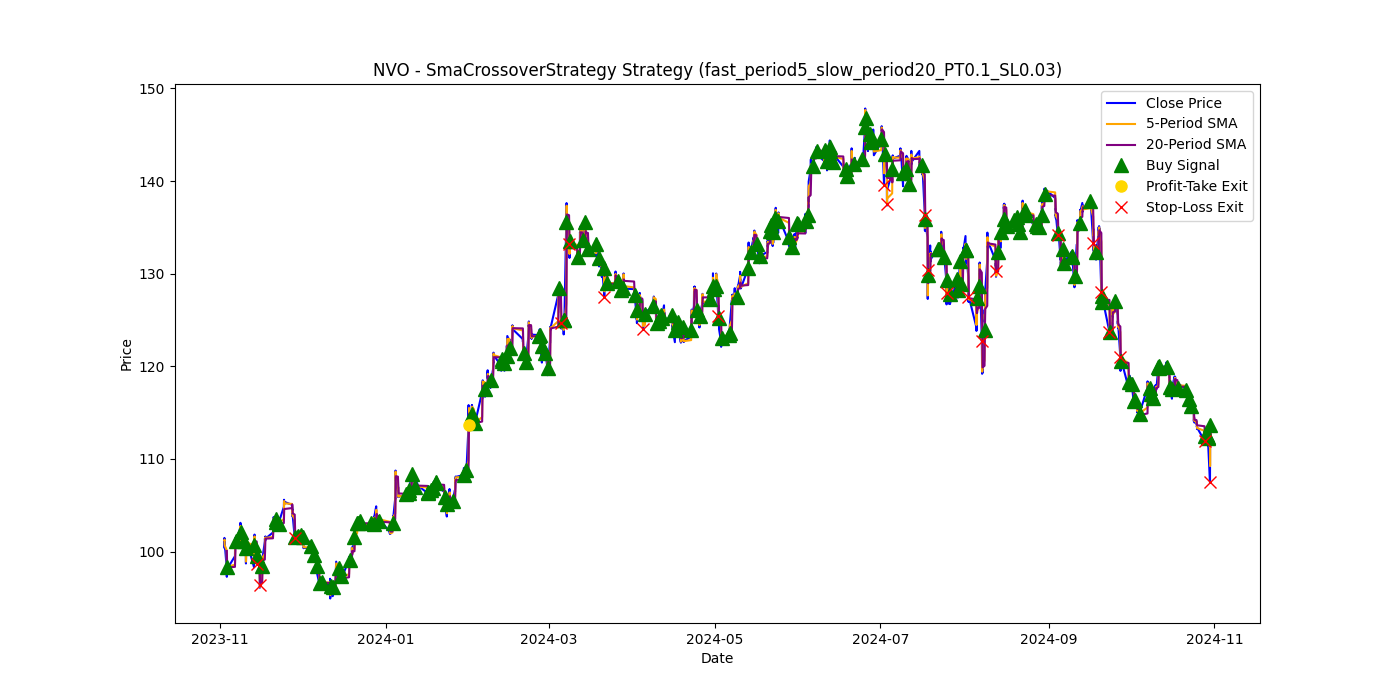 NVO - SmaCrossoverStrategy Strategy (fast_period5_slow_period20_PT0.1_SL0.03)
150
140
130
120
110
100
Price
Close Price
5-Period SMA
20-Period SMA
Buy Signal
Profit-Take Exit
Stop-Loss Exit
2023-11
2024-01
2024-03
2024-05
2024-07
2024-09
2024-11
Date